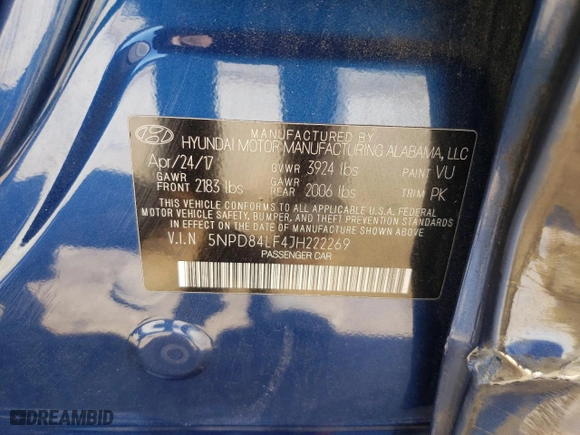 MANUFACTURED BY
HYUNDAI MOTOR MANUFACTURING ALABAMA, LLC
Apr/24/17 GVWR 3924 lbs PAINT VU
GAWR FRONT 2183 lbs GAWR REAR 2006 lbs TRIM PK
THIS VEHICLE CONFORMS TO ALL APPLICABLE U.S.A. FEDERAL
MOTOR VEHICLE SAFETY, BUMPER, AND THEFT PREVENTION STANDARDS
IN EFFECT ON THE DATE OF MANUFACTURE SHOWN ABOVE.
V.I.N 5NPD84LF4JH222269
PASSENGER CAR
DREAMBID